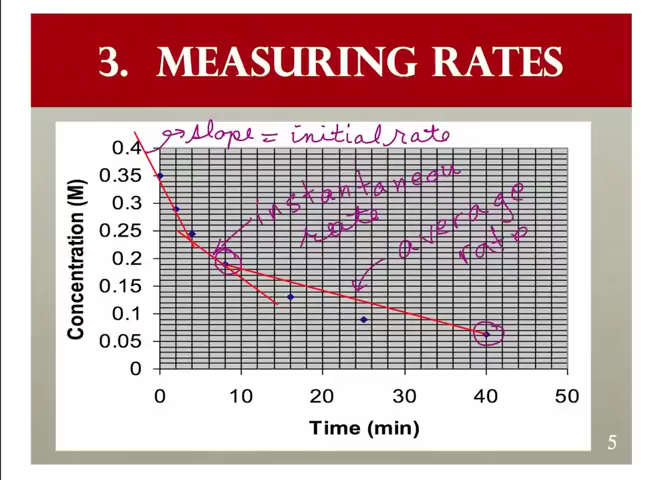 3. MEASURING RATES
slope = initial rate
instantaneou
rate
average
rate
Concentration (M)
0.4
0.35
0.3
0.25
0.2
0.15
0.1
0.05
0
0 10 20 30 40 50
Time (min)
5